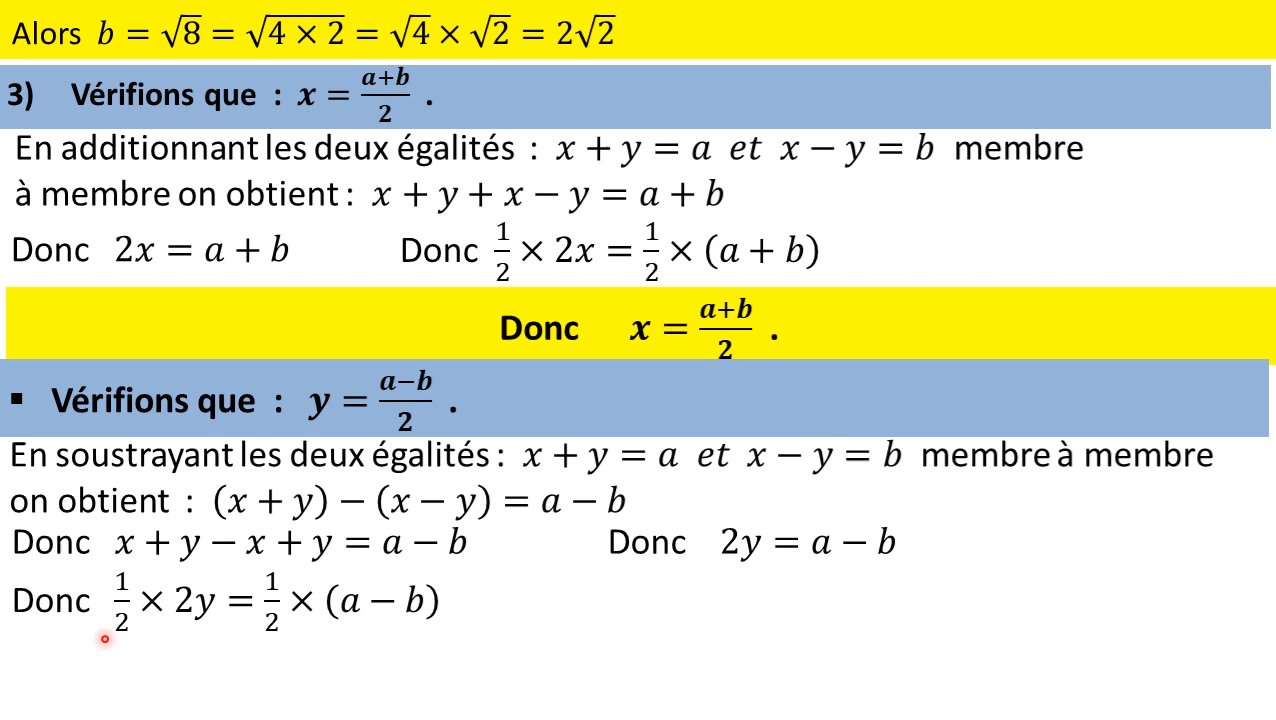 Alors b = √8 = √(4 × 2) = √4 × √2 = 2√2
3) Vérifions que : x = (a+b)/2 .
En additionnant les deux égalités : x + y = a et x − y = b membre
à membre on obtient : x + y + x − y = a + b
Donc 2x = a + b Donc 1/2 × 2x = 1/2 × (a + b)
Donc x = (a+b)/2 .
▪ Vérifions que : y = (a−b)/2 .
En soustrayant les deux égalités : x + y = a et x − y = b membre à membre
on obtient : (x + y) − (x − y) = a − b
Donc x + y − x + y = a − b Donc 2y = a − b
Donc 1/2 × 2y = 1/2 × (a − b)